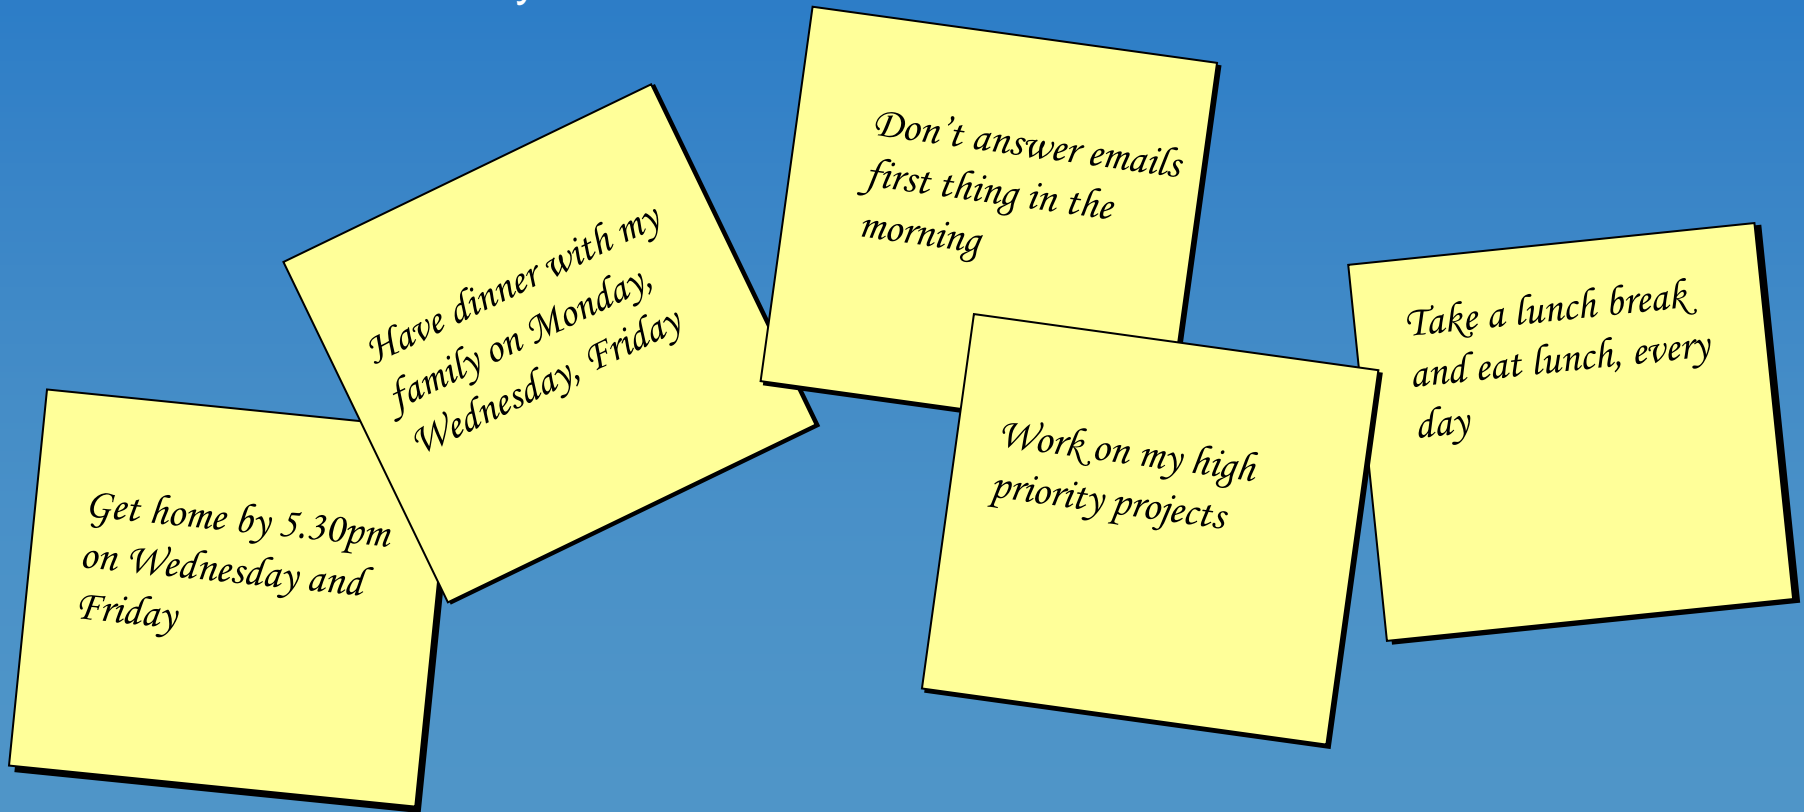 Get home by 5.30pm
on Wednesday and
Friday
Have dinner with my
family on Monday,
Wednesday, Friday
Don’t answer emails
first thing in the
morning
Work on my high
priority projects
Take a lunch break
and eat lunch, every
day